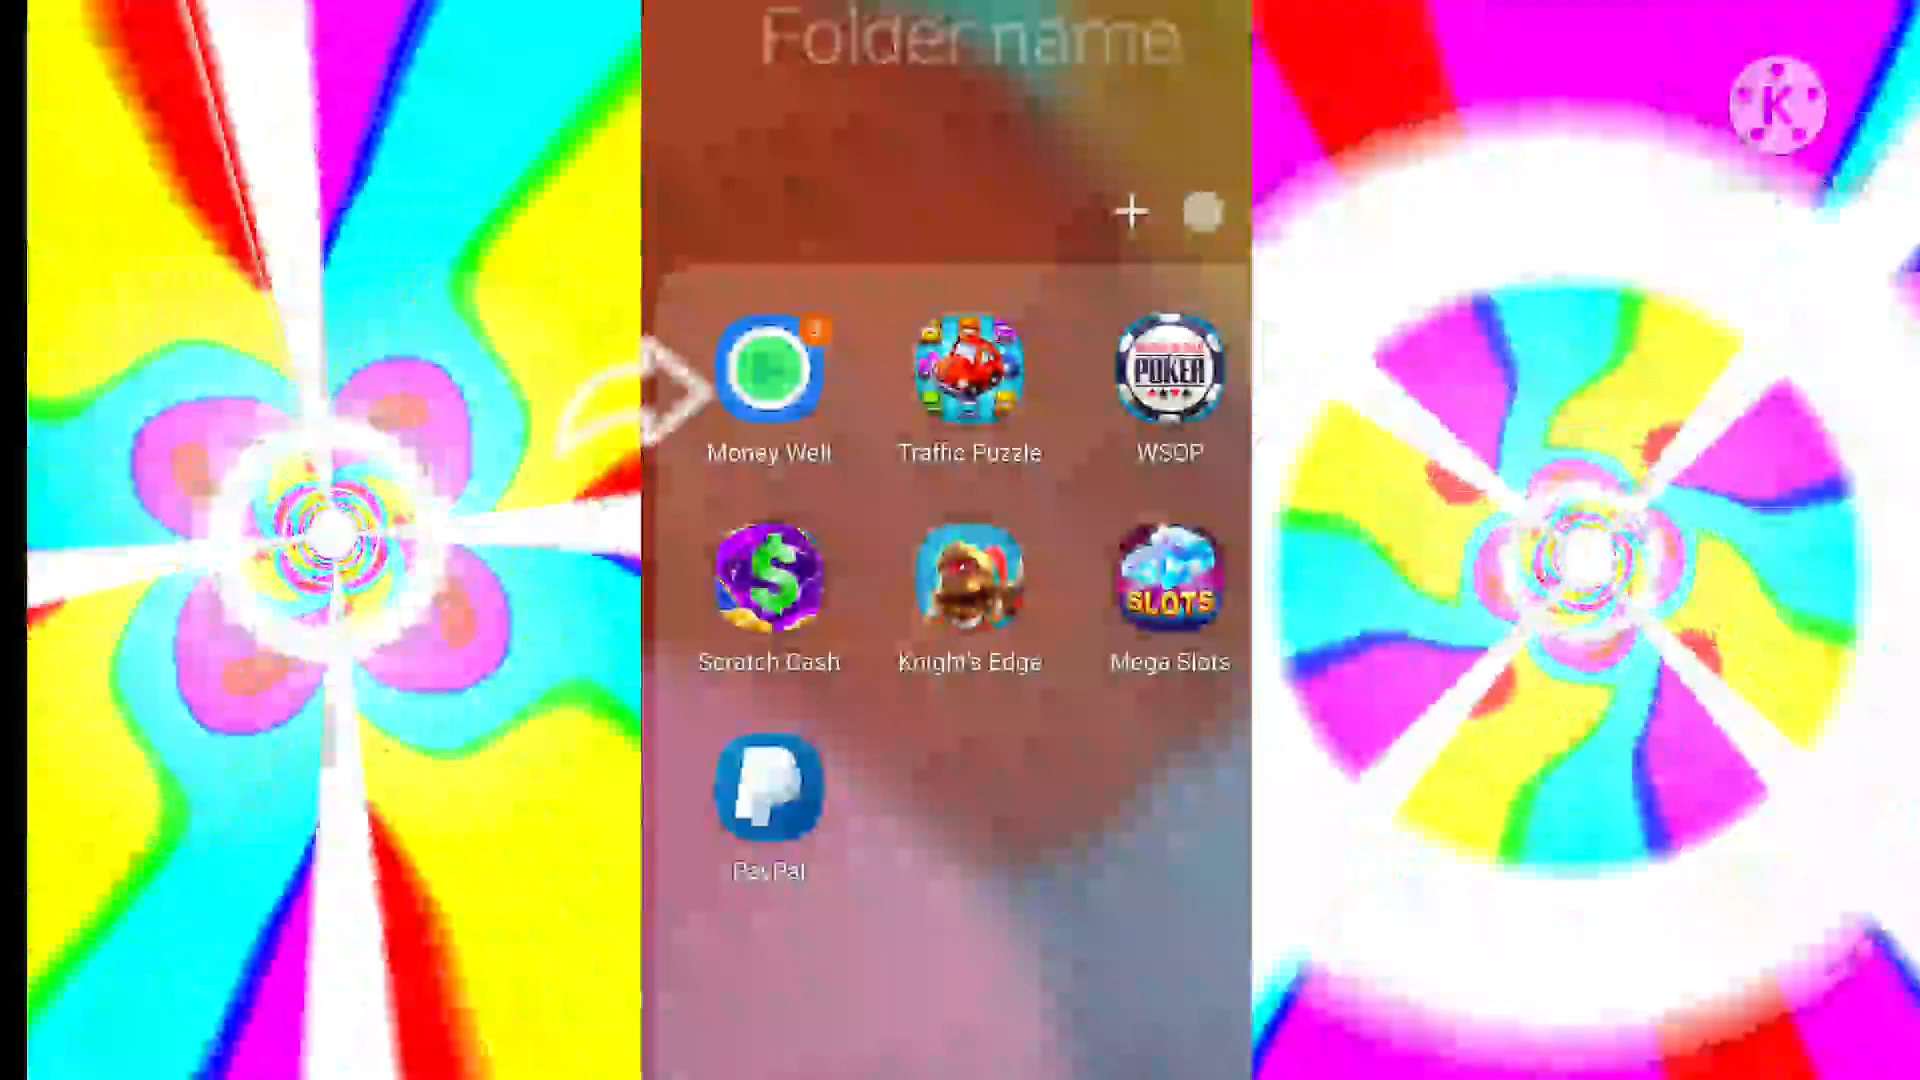 Folder name
K
POKER
Money Well
Traffic Puzzle
WSOP
$
SLOTS
Scratch Cash
Knight's Edge
Mega Slots
P
PayPal